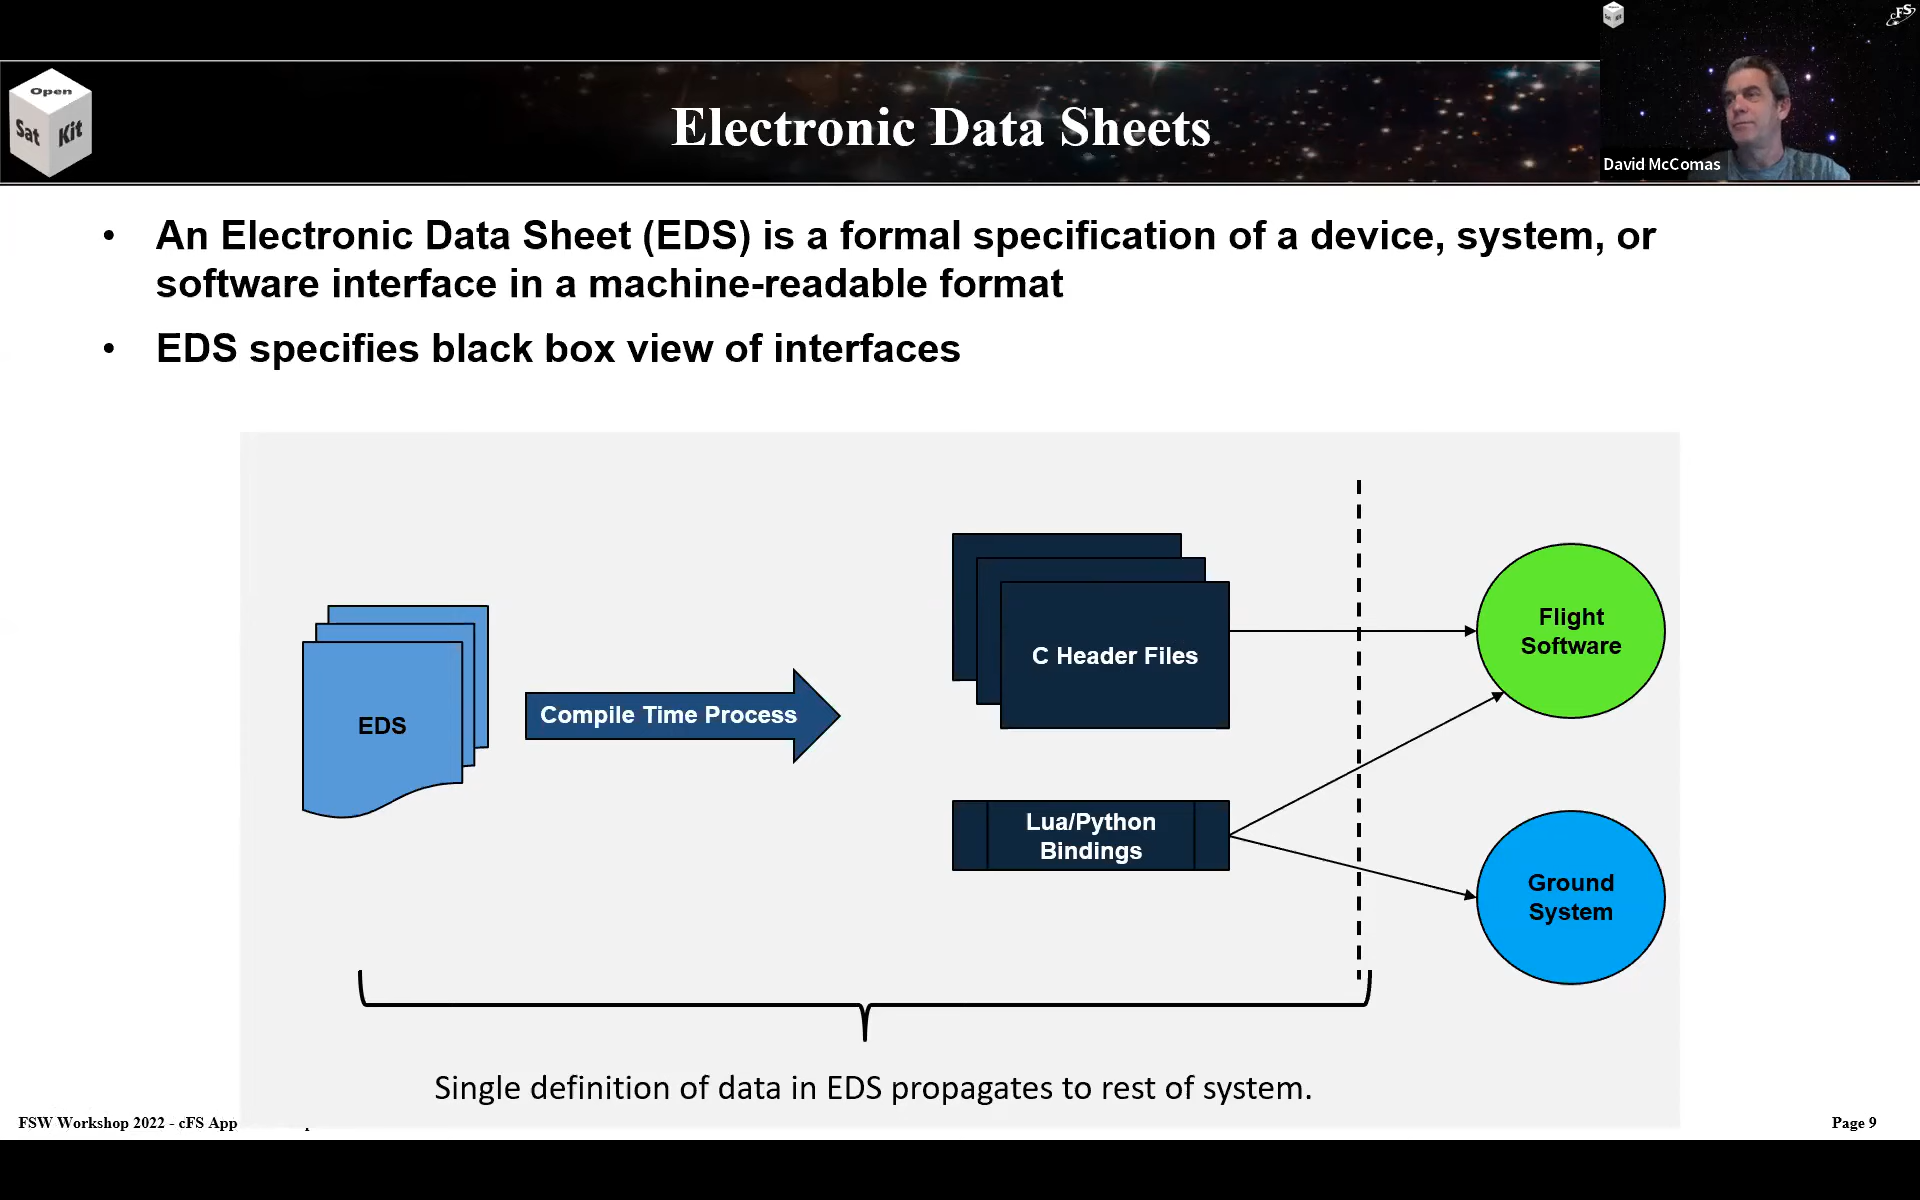 cFS
Open
Sat Kit
Electronic Data Sheets
David McComas
• An Electronic Data Sheet (EDS) is a formal specification of a device, system, or
software interface in a machine-readable format
• EDS specifies black box view of interfaces
EDS
Compile Time Process
C Header Files
Lua/Python
Bindings
Flight
Software
Ground
System
Single definition of data in EDS propagates to rest of system.
FSW Workshop 2022 - cFS App
Page 9